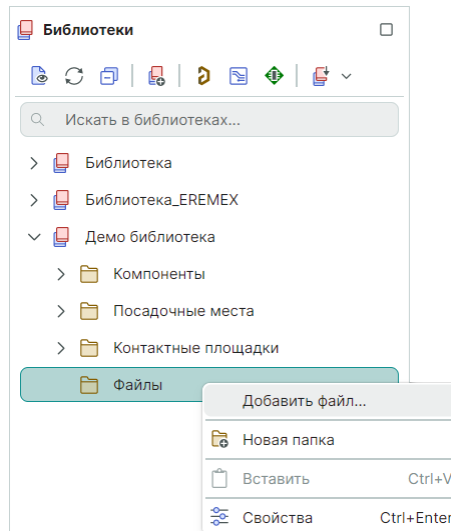 Библиотеки
Искать в библиотеках...
Библиотека
Библиотека_EREMEX
Демо библиотека
Компоненты
Посадочные места
Контактные площадки
Файлы
Добавить файл...
Новая папка
Вставить Ctrl+V
Свойства Ctrl+Enter